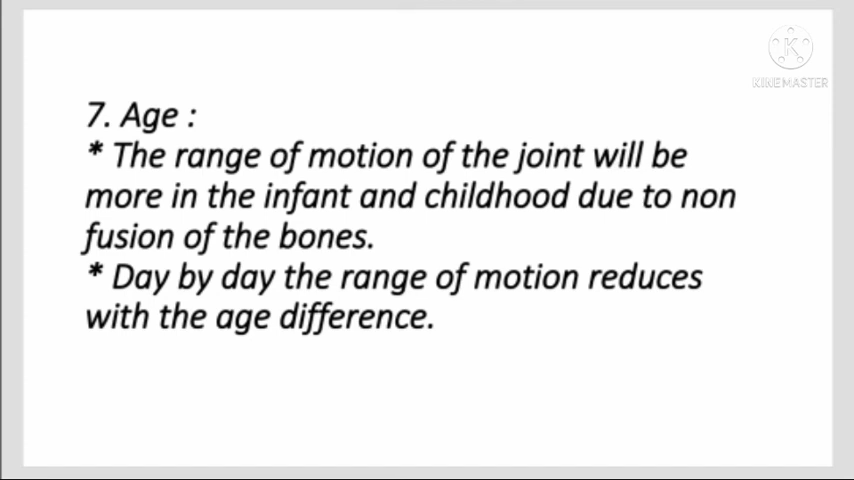 KINEMASTER
7. Age :
* The range of motion of the joint will be
more in the infant and childhood due to non
fusion of the bones.
* Day by day the range of motion reduces
with the age difference.